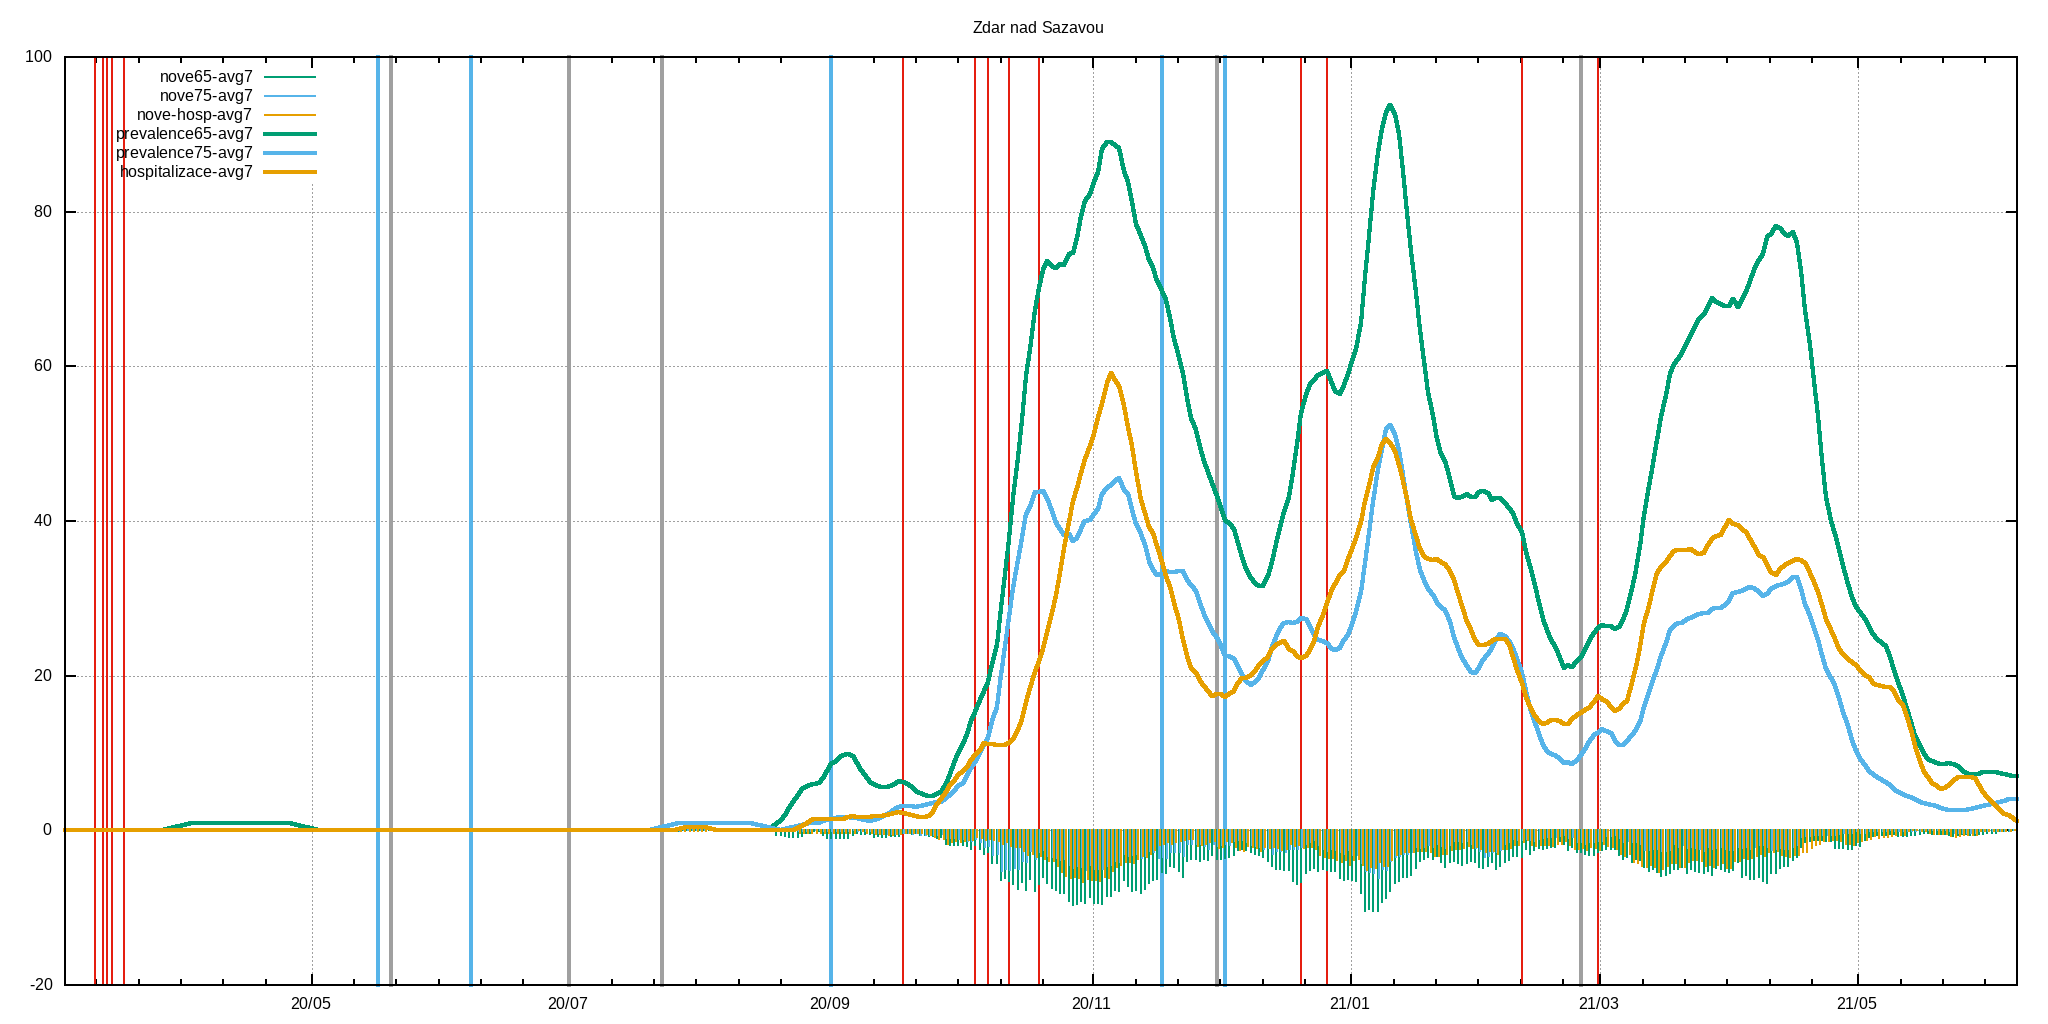 Zdar nad Sazavou
100
80
60
40
20
0
-20
nove65-avg7
nove75-avg7
nove-hosp-avg7
prevalence65-avg7
prevalence75-avg7
hospitalizace-avg7
20/05
20/07
20/09
20/11
21/01
21/03
21/05